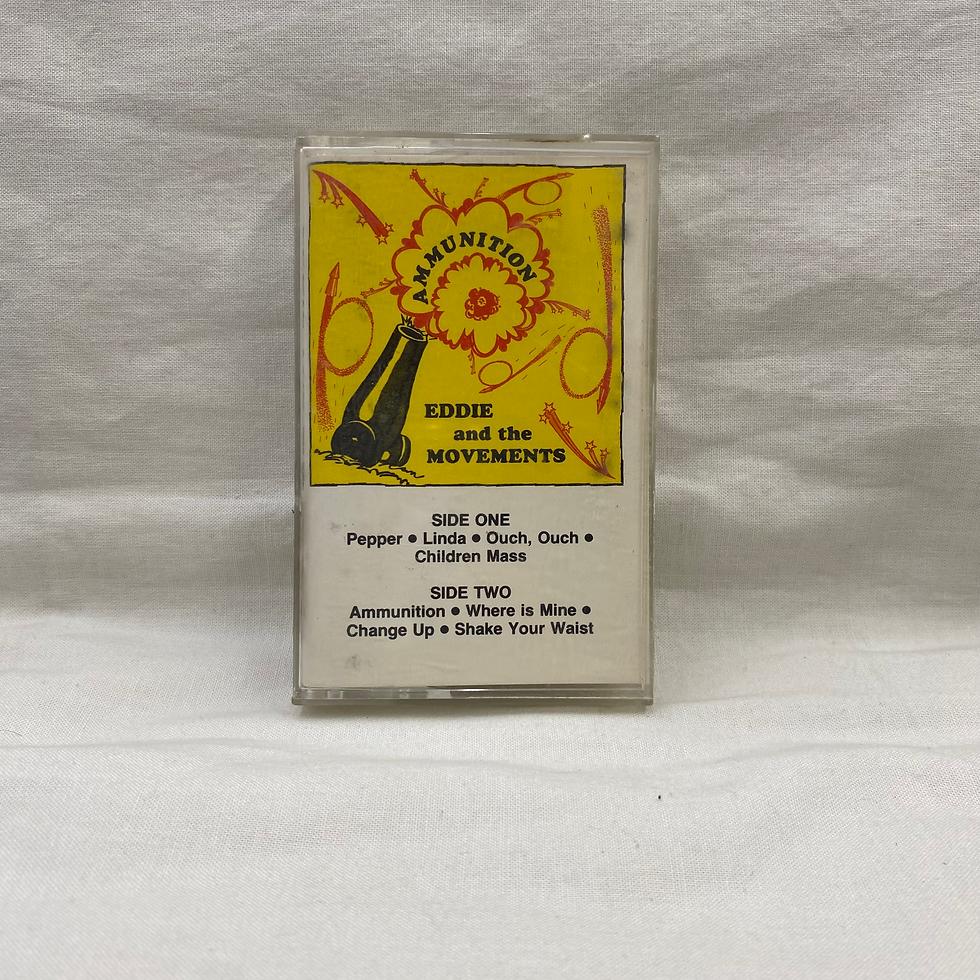 AMMUNITION
EDDIE
and the
MOVEMENTS
SIDE ONE
Pepper ● Linda ● Ouch, Ouch ●
Children Mass
SIDE TWO
Ammunition ● Where is Mine ●
Change Up ● Shake Your Waist